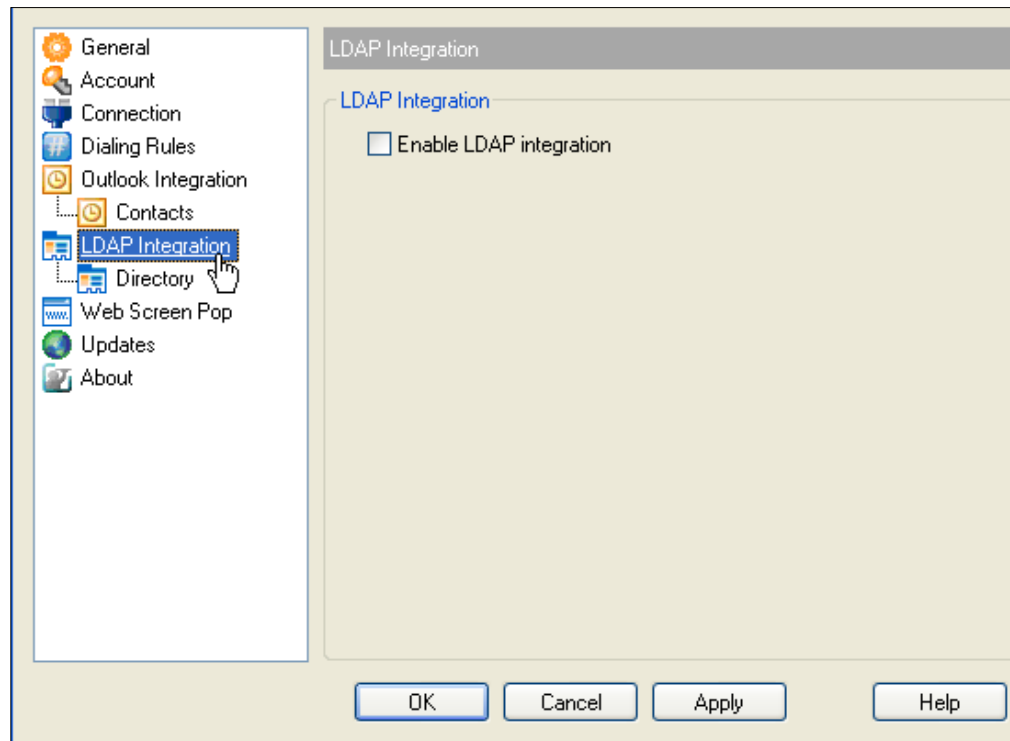 General
Account
Connection
Dialing Rules
Outlook Integration
Contacts
LDAP Integration
Directory
Web Screen Pop
Updates
About
LDAP Integration
LDAP Integration
Enable LDAP integration
OK
Cancel
Apply
Help